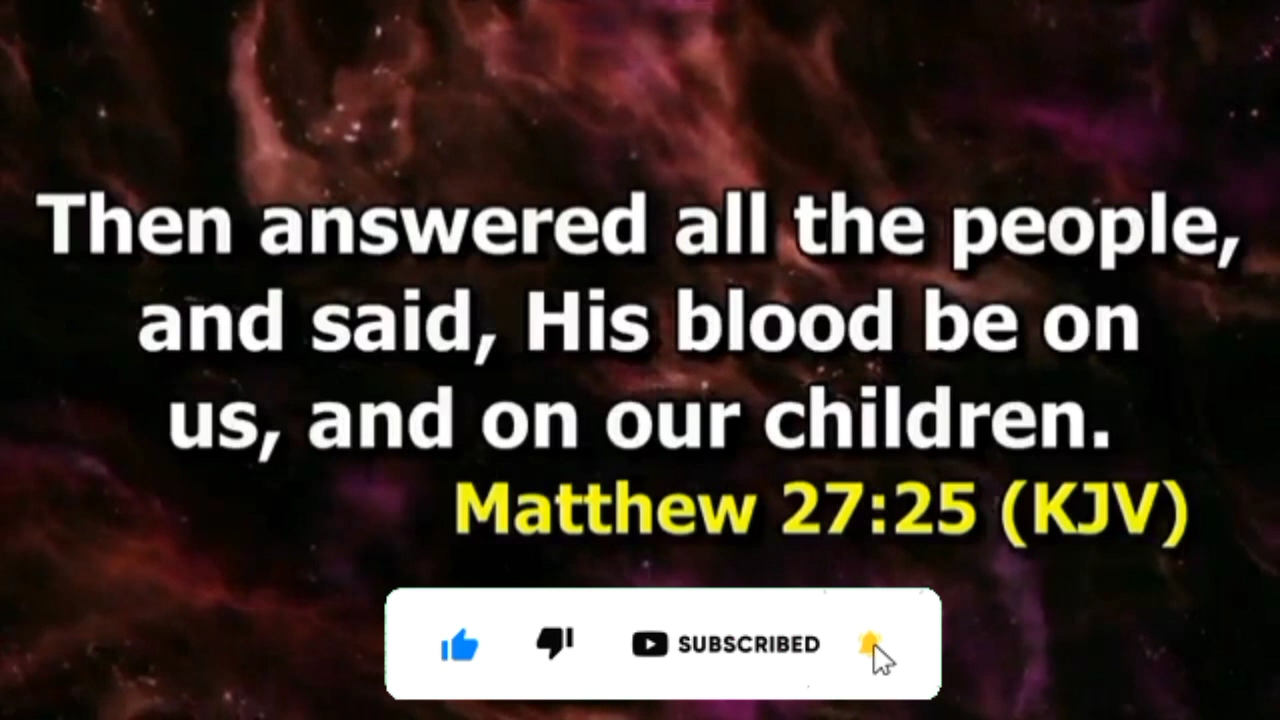 Then answered all the people,
and said, His blood be on
us, and on our children.
Matthew 27:25 (KJV)
SUBSCRIBED